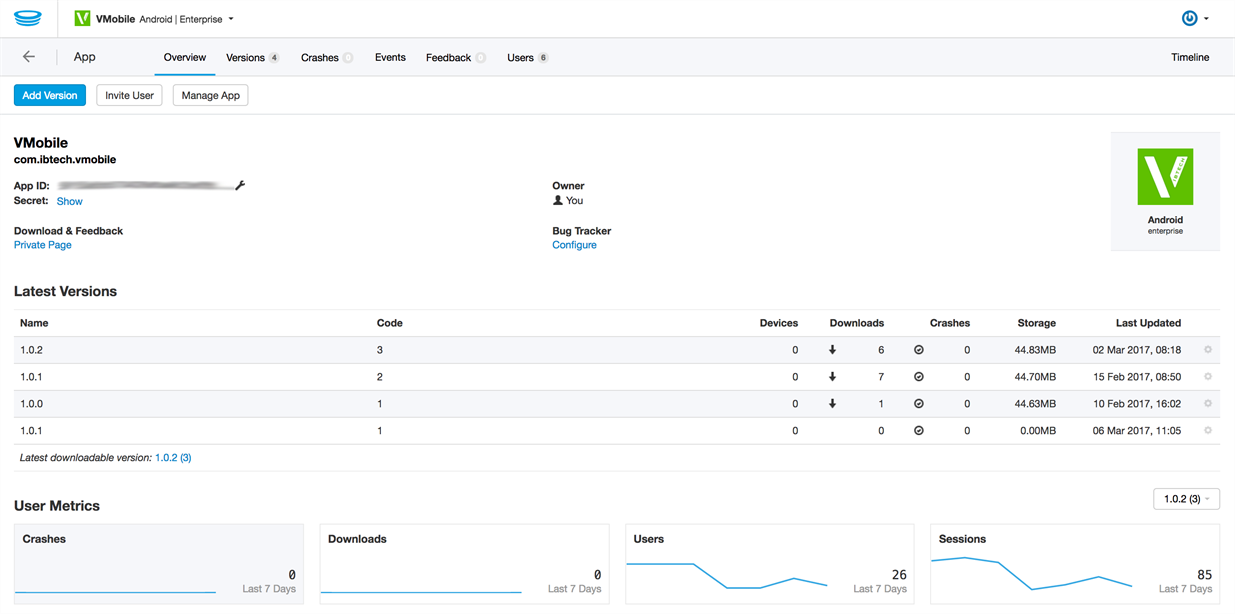 VMobile Android | Enterprise
App Overview Versions 4 Crashes 0 Events Feedback 0 Users 6 Timeline
Add Version Invite User Manage App
VMobile
com.ibtech.vmobile
App ID:
Secret: Show
Owner
You
Download & Feedback
Private Page
Bug Tracker
Configure
IBTECH
Android
enterprise
Latest Versions
Name Code Devices Downloads Crashes Storage Last Updated
1.0.2 3 0 6 0 44.83MB 02 Mar 2017, 08:18
1.0.1 2 0 7 0 44.70MB 15 Feb 2017, 08:50
1.0.0 1 0 1 0 44.63MB 10 Feb 2017, 16:02
1.0.1 1 0 0 0 0.00MB 06 Mar 2017, 11:05
Latest downloadable version: 1.0.2 (3)
User Metrics 1.0.2 (3)
Crashes
0
Last 7 Days
Downloads
0
Last 7 Days
Users
26
Last 7 Days
Sessions
85
Last 7 Days